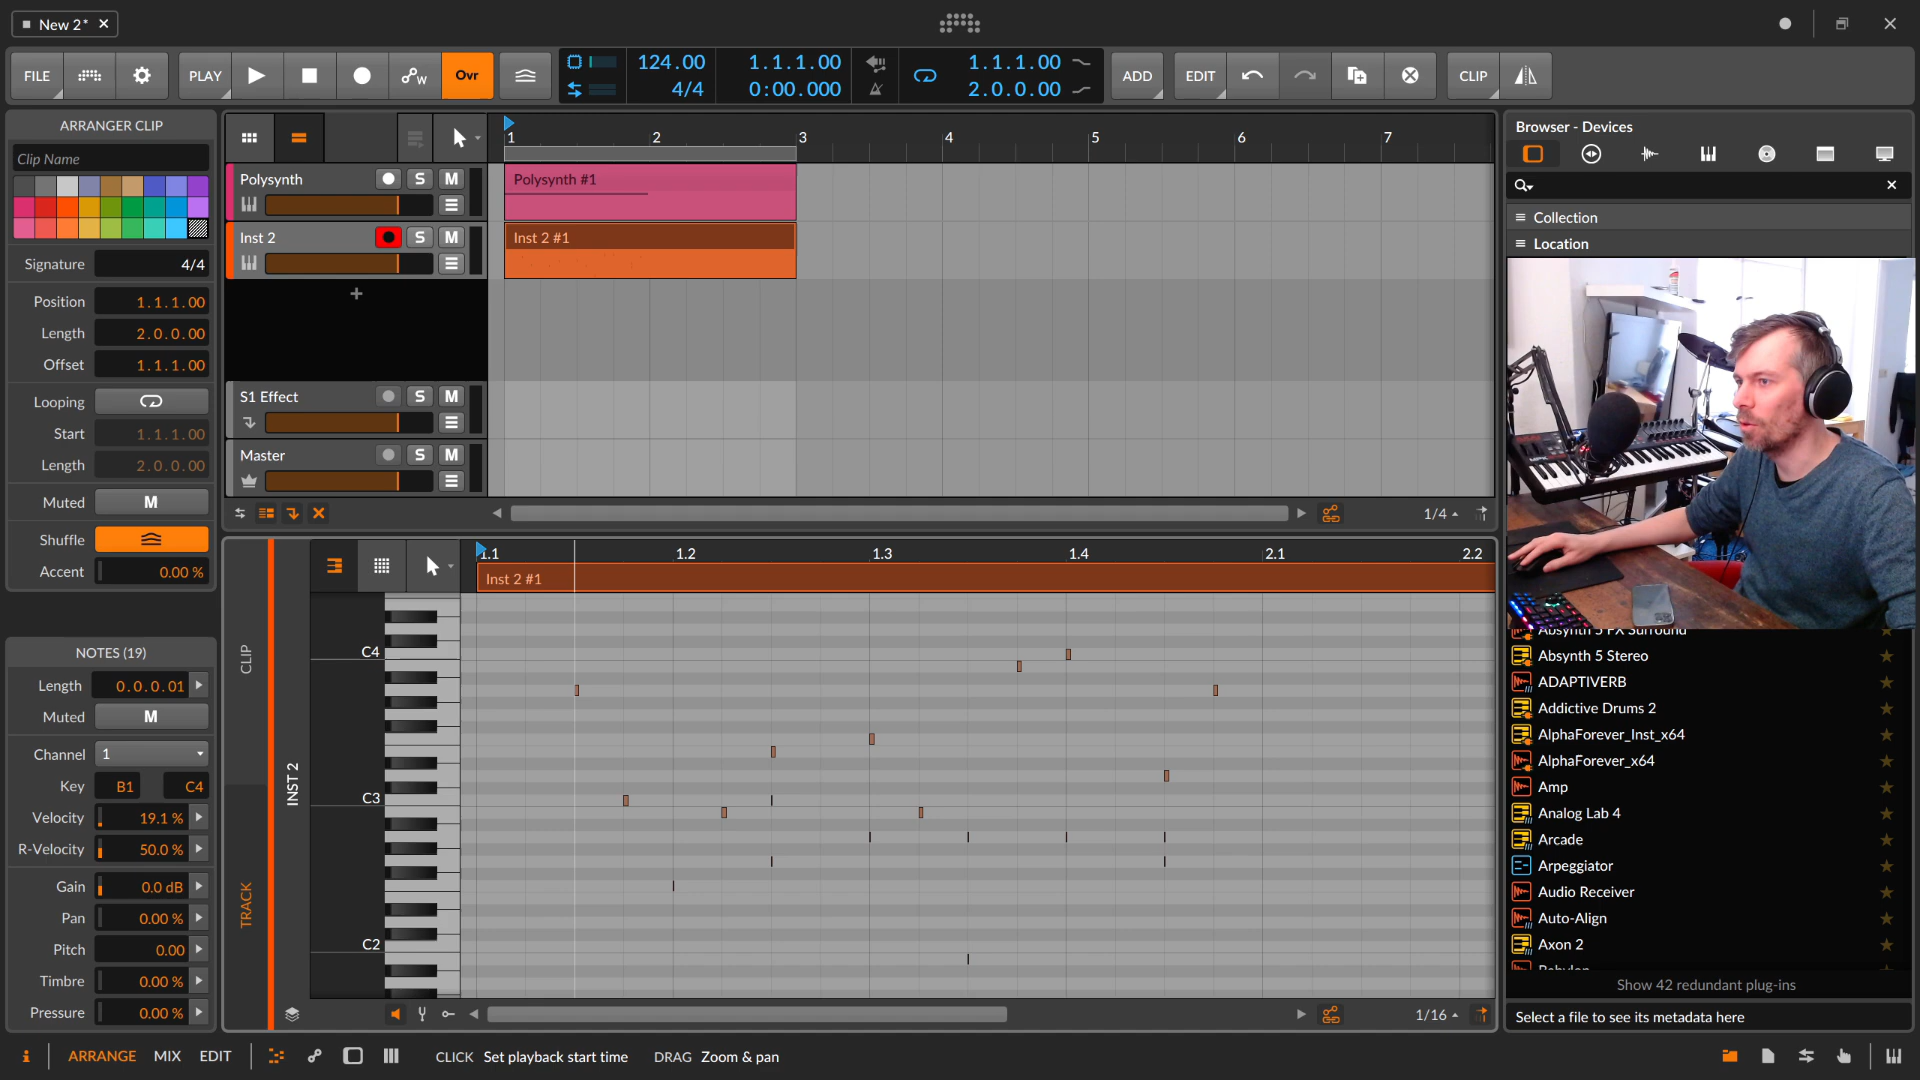 New 2*
FILE
PLAY
Ovr
124.00
4/4
1.1.1.00
0:00.000
1.1.1.00
2.0.0.00
ADD
EDIT
CLIP
ARRANGER CLIP
Clip Name
Signature 4/4
Position 1.1.1.00
Length 2.0.0.00
Offset 1.1.1.00
Looping
Start 1.1.1.00
Length 2.0.0.00
Muted M
Shuffle
Accent 0.00 %
NOTES (19)
Length 0.0.0.01
Muted M
Channel 1
Key B1 C4
Velocity 19.1 %
R-Velocity 50.0 %
Gain 0.0 dB
Pan 0.00 %
Pitch 0.00
Timbre 0.00 %
Pressure 0.00 %
1 2 3 4 5 6 7
Polysynth S M
Polysynth #1
Inst 2 S M
Inst 2 #1
+
S1 Effect S M
Master S M
1/4
CLIP
TRACK
INST 2
1.1 1.2 1.3 1.4 2.1 2.2
Inst 2 #1
C4
C3
C2
1/16
Browser - Devices
Collection
Location
Absynth 5 FX Surround
Absynth 5 Stereo
ADAPTIVERB
Addictive Drums 2
AlphaForever_Inst_x64
AlphaForever_x64
Amp
Analog Lab 4
Arcade
Arpeggiator
Audio Receiver
Auto-Align
Axon 2
Show 42 redundant plug-ins
Select a file to see its metadata here
i
ARRANGE MIX EDIT
CLICK Set playback start time DRAG Zoom & pan